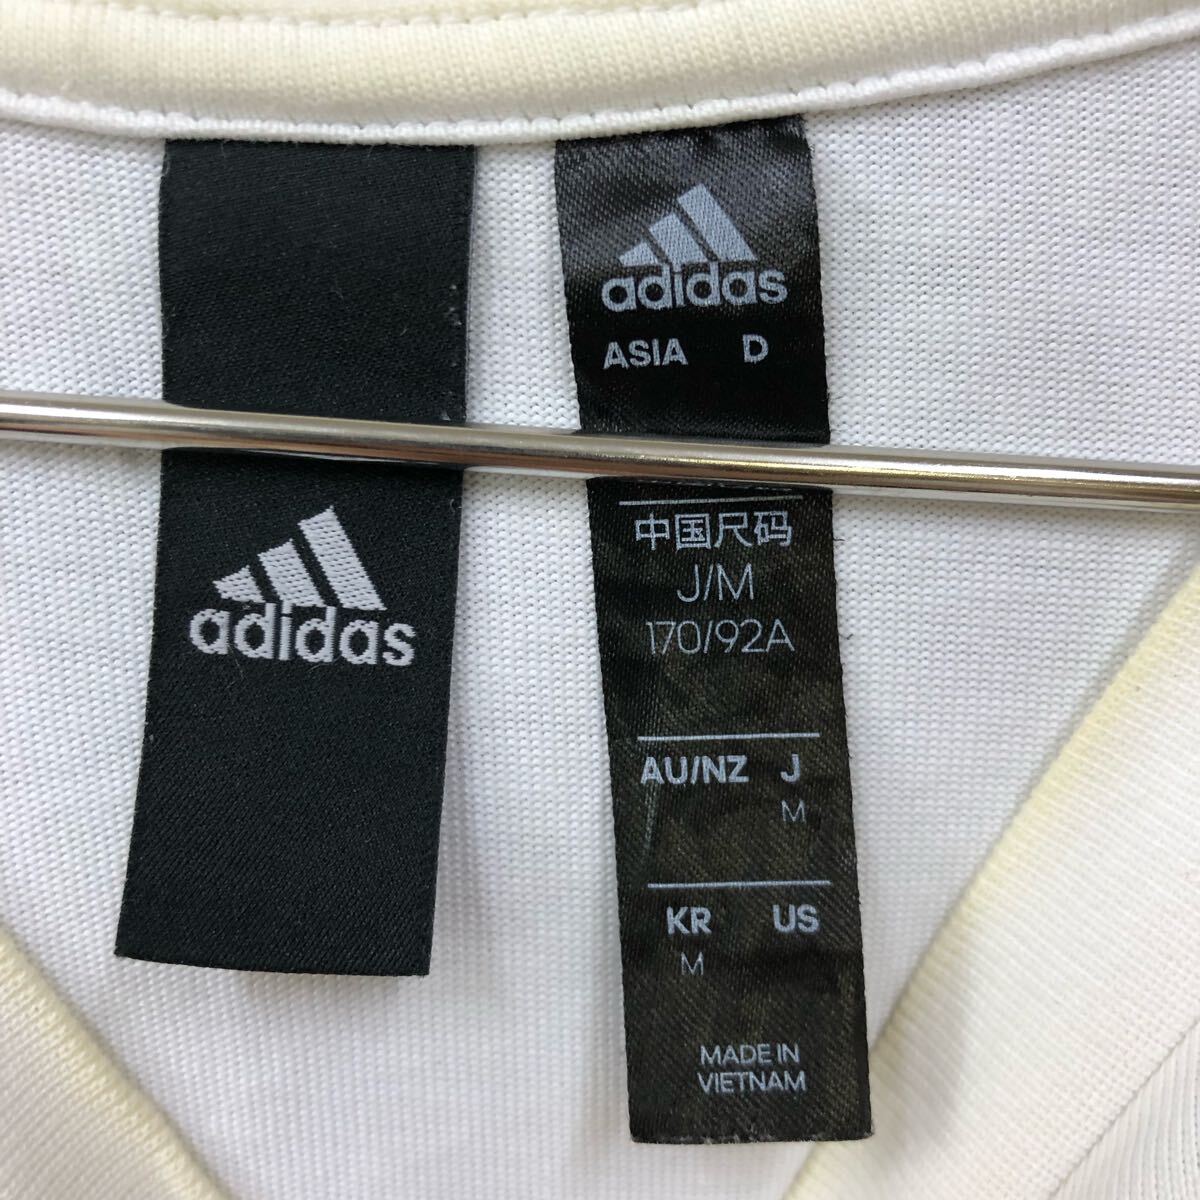 adidas
adidas
ASIA D
中国尺码
J/M
170/92A
AU/NZ J
M
KR US
M
MADE IN
VIETNAM